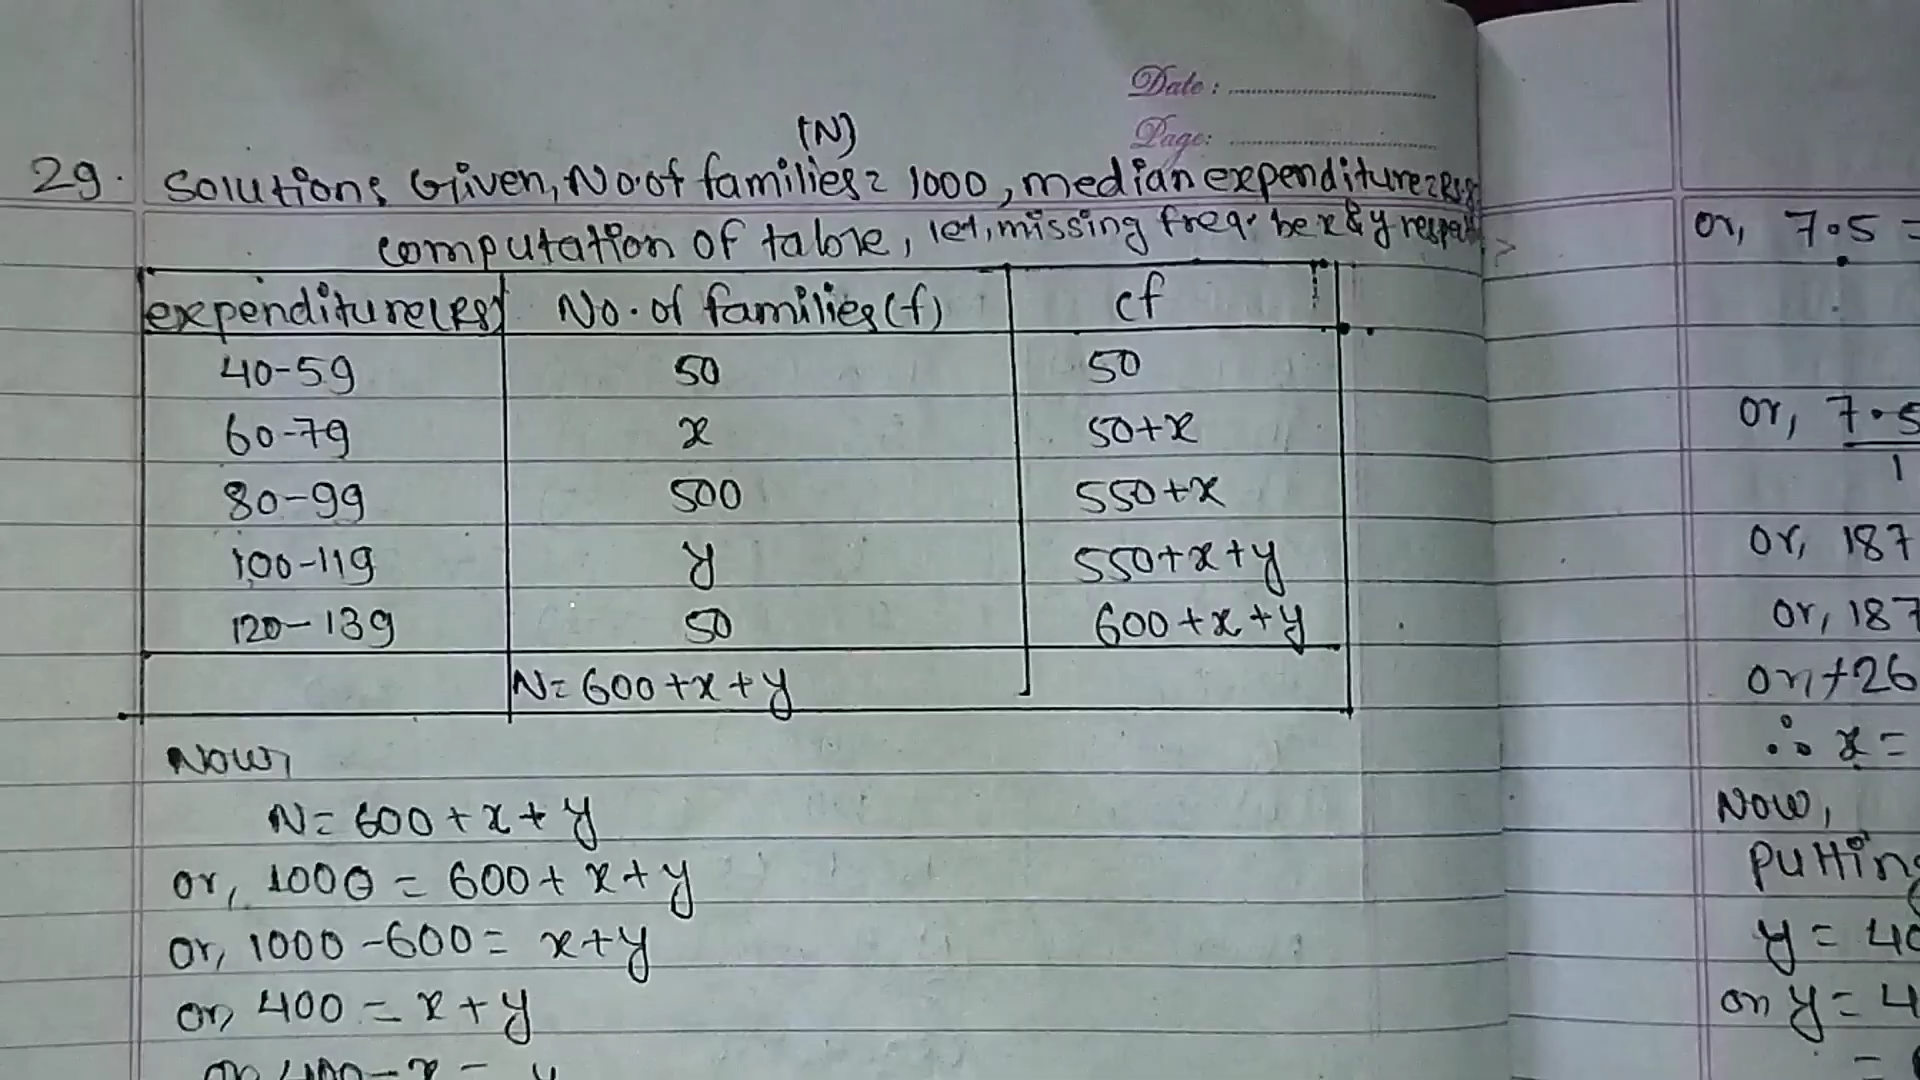 Date :
Page:
(N)
29. Solution: Given, No. of families = 1000, median expenditure = Rs.
computation of table, let, missing freq. be x & y
expenditure(Rs) No. of families (f) cf
40-59 50 50
60-79 x 50+x
80-99 500 550+x
100-119 y 550+x+y
120-139 50 600+x+y
N= 600+x+y
Now,
N= 600+x+y
or, 1000 = 600+ x+y
or, 1000-600= x+y
or, 400 = x+y
or, 400-x = y
or, 7.5 =
or, 7.5
1
or, 187
or, 187
or, +26
∴ x =
Now,
putting
y = 40
or, y = 4
=